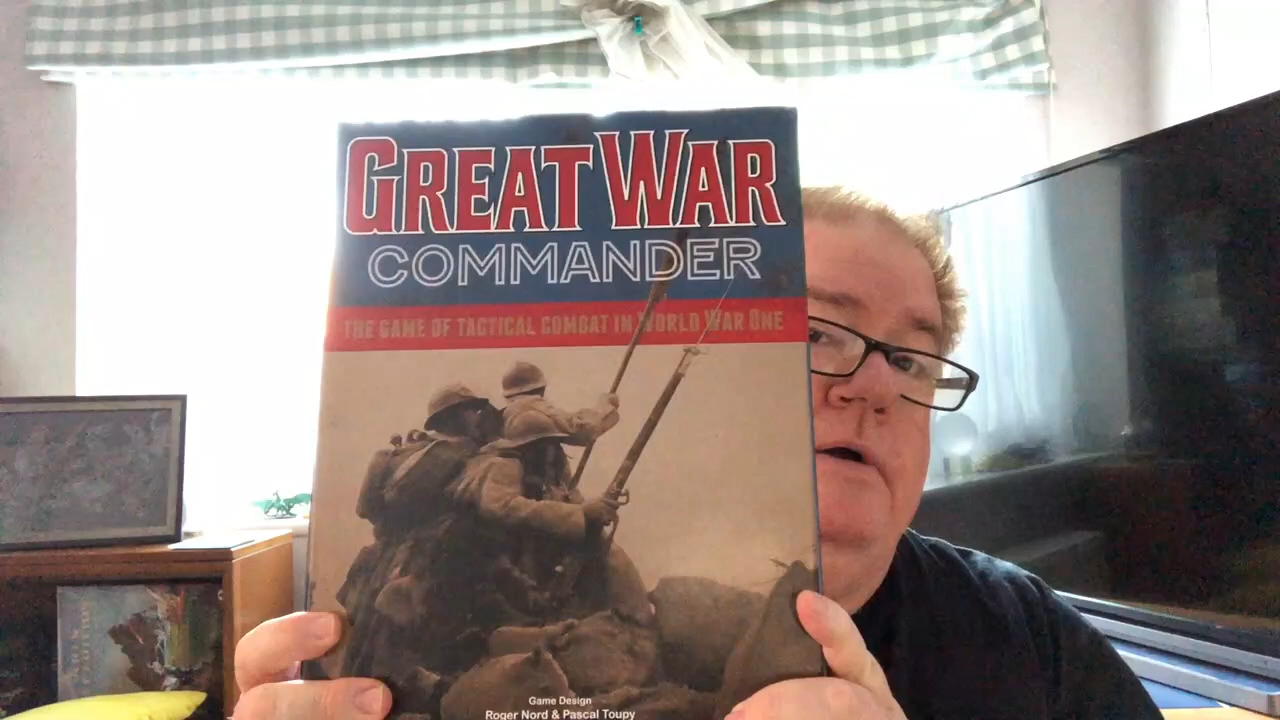 GREAT WAR
COMMANDER
THE GAME OF TACTICAL COMBAT IN WORLD WAR ONE
Game Design
Roger Nord & Pascal Toupy